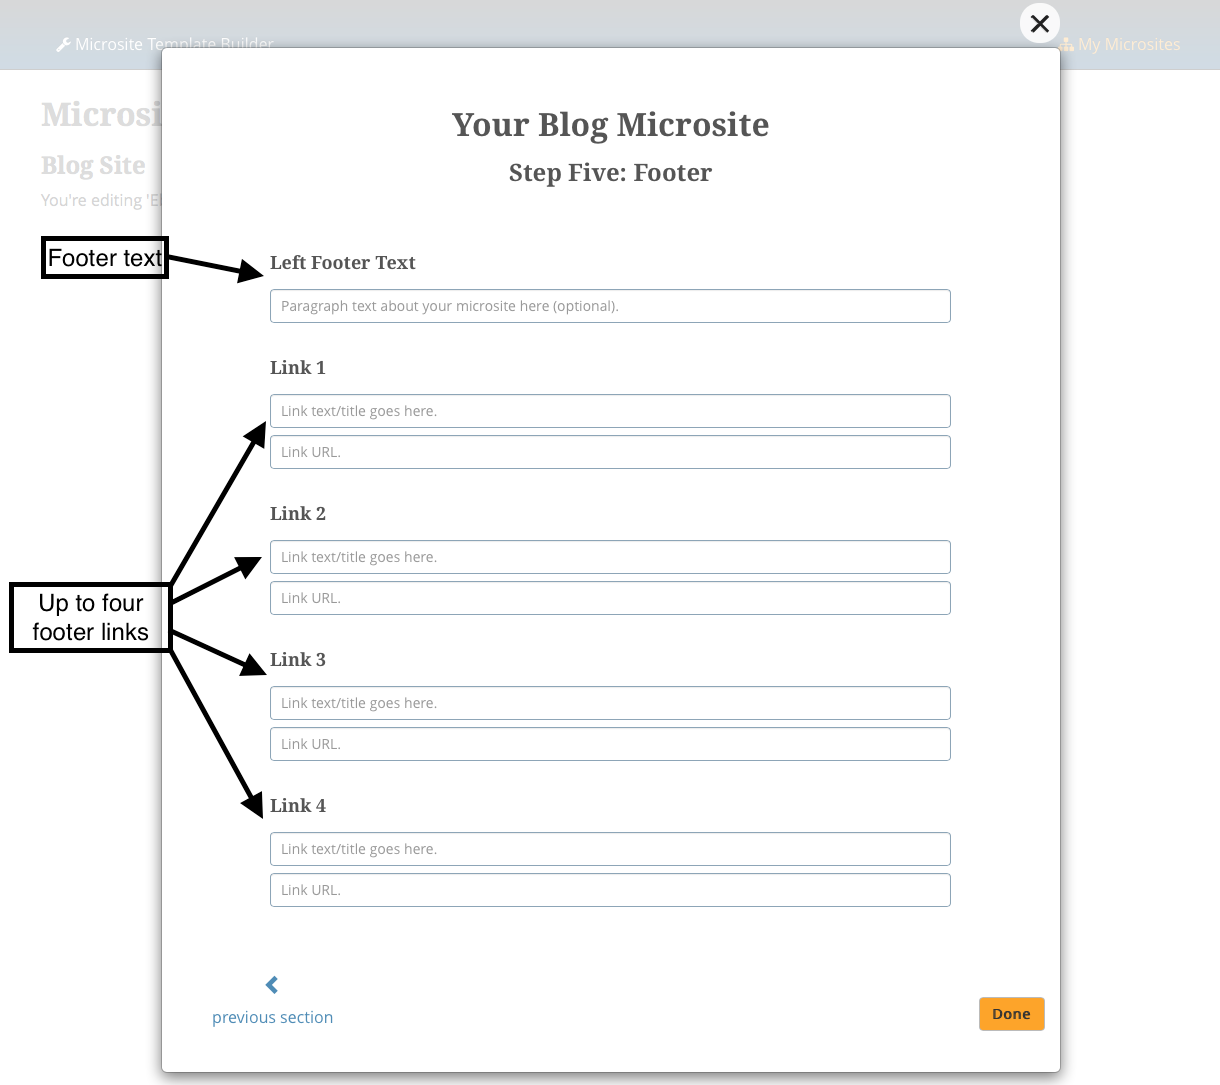 Microsite Template Builder
My Microsites
Microsi
Blog Site
You're editing 'El
Your Blog Microsite
Step Five: Footer
Footer text
Left Footer Text
Paragraph text about your microsite here (optional).
Link 1
Link text/title goes here.
Link URL.
Link 2
Link text/title goes here.
Link URL.
Up to four
footer links
Link 3
Link text/title goes here.
Link URL.
Link 4
Link text/title goes here.
Link URL.
previous section
Done